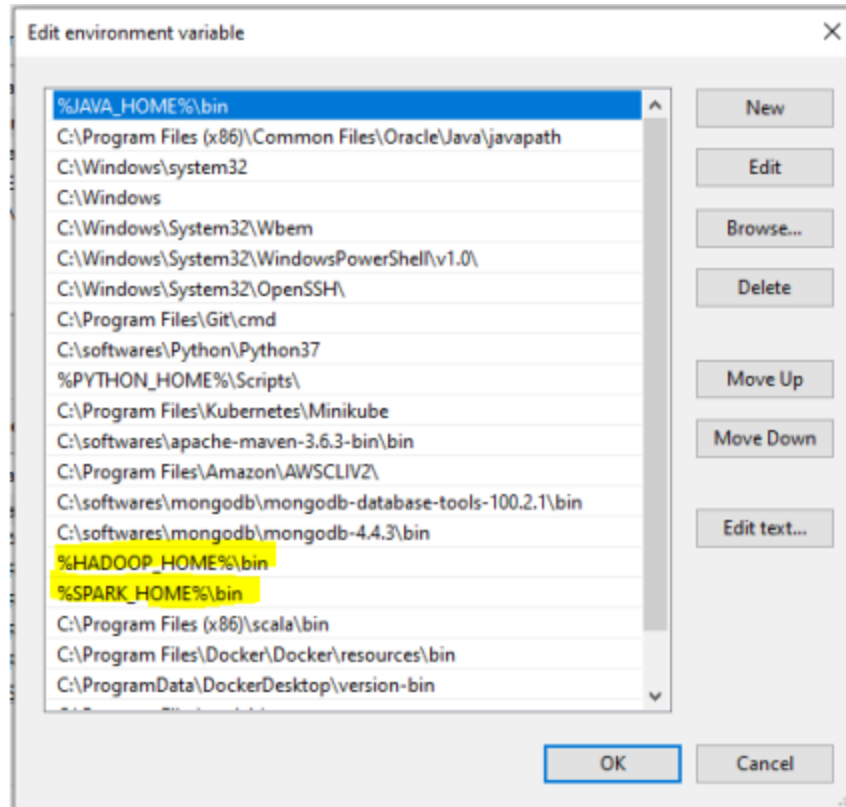 Edit environment variable
%JAVA_HOME%\bin
New
C:\Program Files (x86)\Common Files\Oracle\Java\javapath
C:\Windows\system32
Edit
C:\Windows
C:\Windows\System32\Wbem
Browse...
C:\Windows\System32\WindowsPowerShell\v1.0\
C:\Windows\System32\OpenSSH\
Delete
C:\Program Files\Git\cmd
C:\softwares\Python\Python37
%PYTHON_HOME%\Scripts\
Move Up
C:\Program Files\Kubernetes\Minikube
C:\softwares\apache-maven-3.6.3-bin\bin
Move Down
C:\Program Files\Amazon\AWSCLIV2\
C:\softwares\mongodb\mongodb-database-tools-100.2.1\bin
C:\softwares\mongodb\mongodb-4.4.3\bin
Edit text...
%HADOOP_HOME%\bin
%SPARK_HOME%\bin
C:\Program Files (x86)\scala\bin
C:\Program Files\Docker\Docker\resources\bin
C:\ProgramData\DockerDesktop\version-bin
OK
Cancel